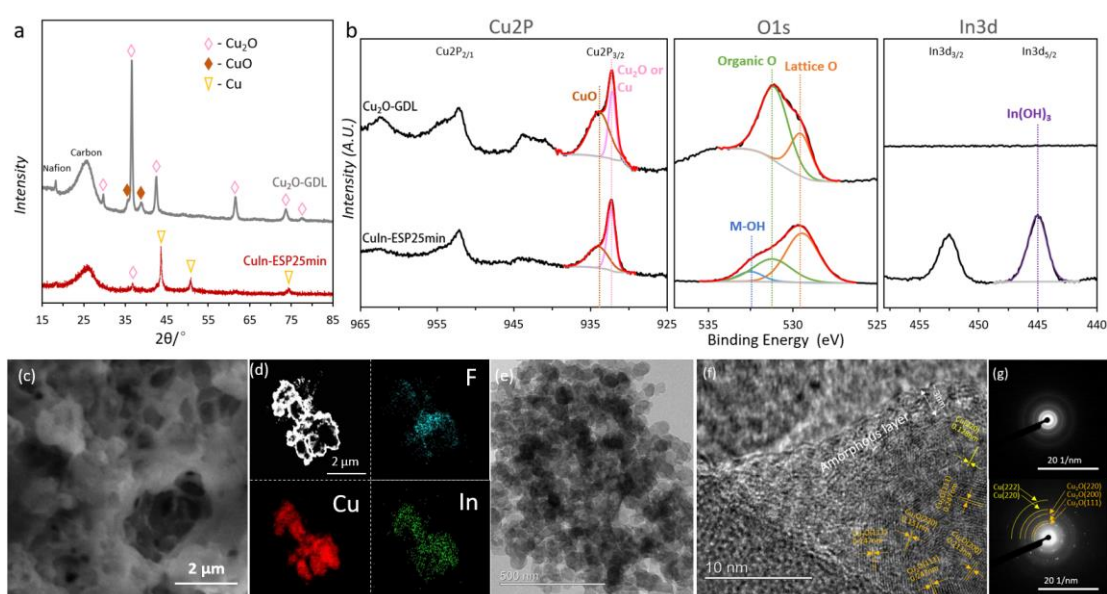 a
◇ - Cu₂O
◆ - CuO
▽ - Cu
Intensity
Nafion
Carbon
Cu₂O-GDL
CuIn-ESP25min
15 25 35 45 55 65 75 85
2θ/°
b
Cu2P
O1s
In3d
Cu2P₂/₁
Cu2P₃/₂
Cu₂O or
Cu
CuO
Cu₂O-GDL
CuIn-ESP25min
Intensity (A.U.)
965 955 945 935 925
Organic O
Lattice O
M-OH
535 530 525
Binding Energy (eV)
In3d₃/₂
In3d₅/₂
In(OH)₃
455 450 445 440
(c)
2 μm
(d)
2 μm
F
Cu
In
(e)
500 nm
(f)
Amorphous layer
10 nm
(g)
20 1/nm
Cu(222)
Cu(220)
Cu₂O(220)
Cu₂O(200)
Cu₂O(111)
20 1/nm